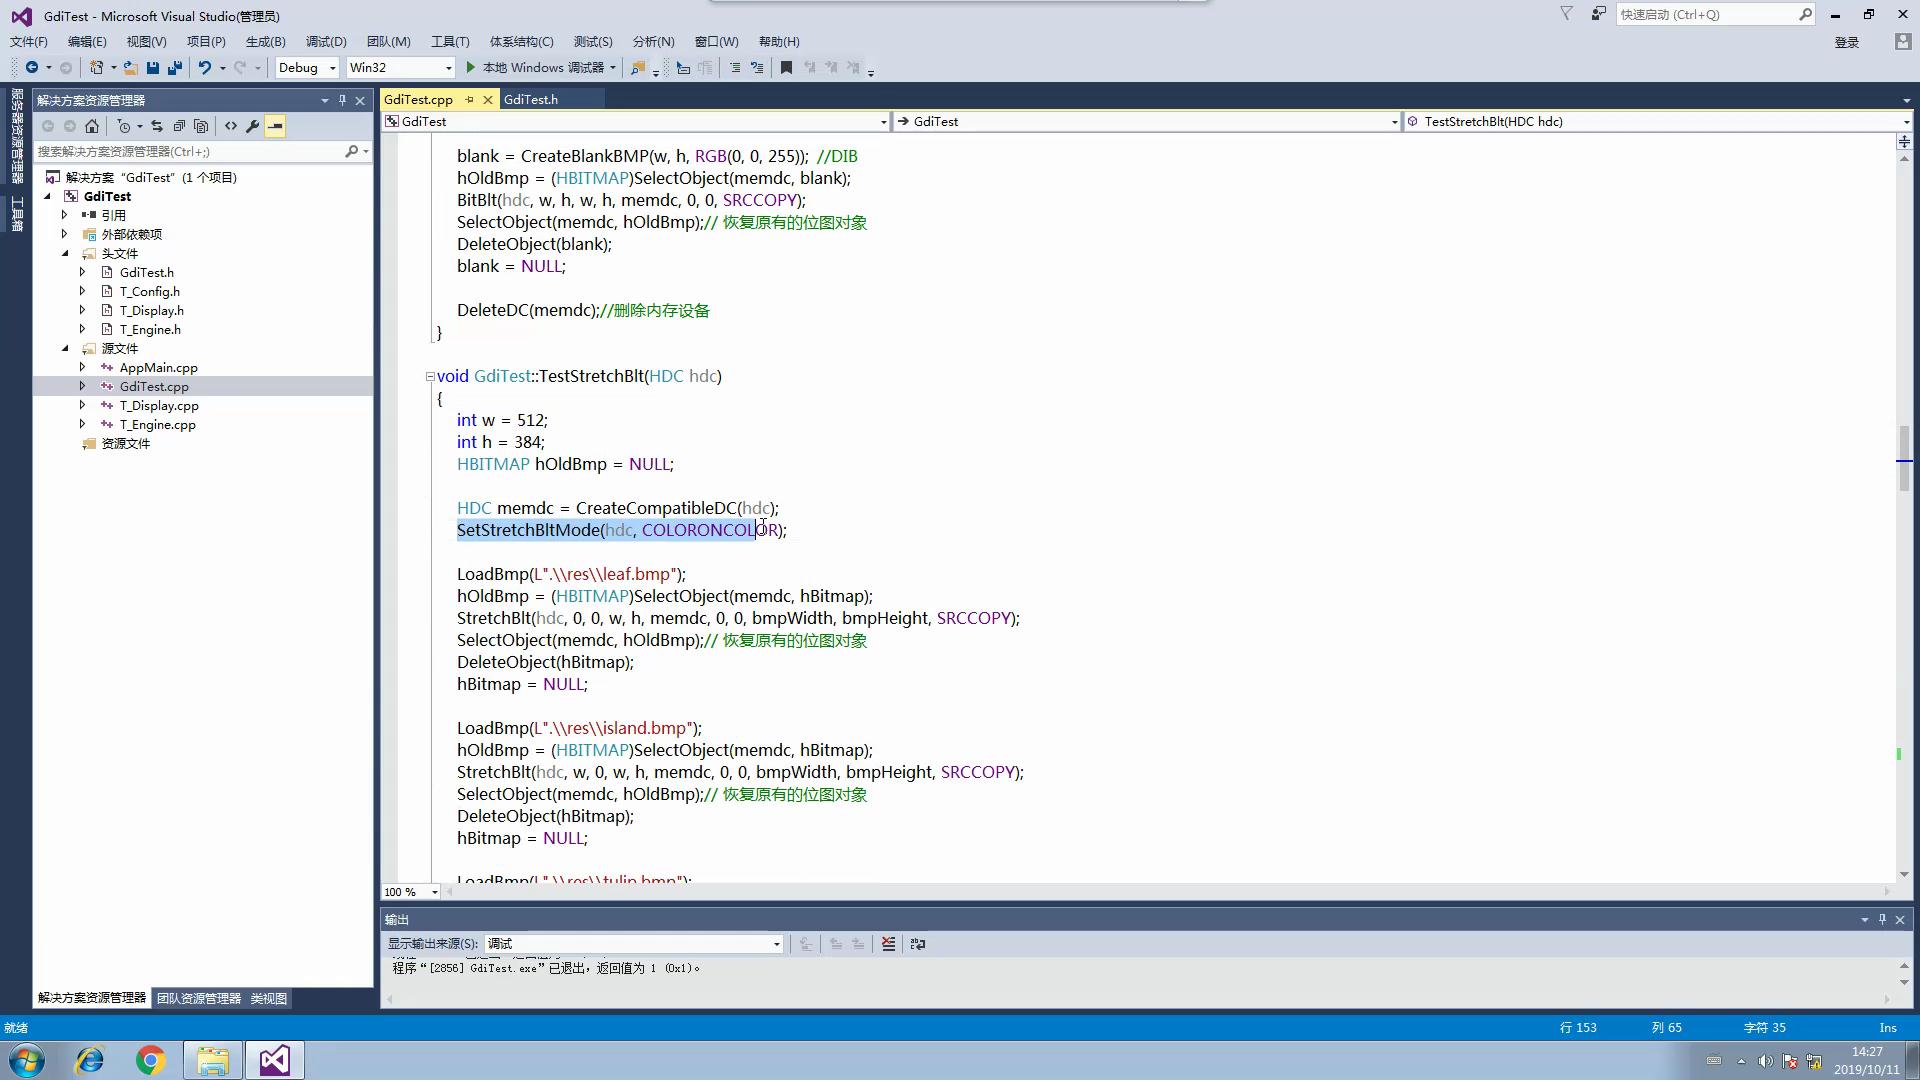 GdiTest - Microsoft Visual Studio(管理员)
快速启动 (Ctrl+Q)
文件(F) 编辑(E) 视图(V) 项目(P) 生成(B) 调试(D) 团队(M) 工具(T) 体系结构(C) 测试(S) 分析(N) 窗口(W) 帮助(H)
登录
Debug Win32 本地 Windows 调试器
服务器资源管理器
工具箱
解决方案资源管理器
搜索解决方案资源管理器(Ctrl+;)
解决方案 “GdiTest” (1 个项目)
GdiTest
引用
外部依赖项
头文件
GdiTest.h
T_Config.h
T_Display.h
T_Engine.h
源文件
AppMain.cpp
GdiTest.cpp
T_Display.cpp
T_Engine.cpp
资源文件
解决方案资源管理器 团队资源管理器 类视图
GdiTest.cpp GdiTest.h
GdiTest GdiTest TestStretchBlt(HDC hdc)
blank = CreateBlankBMP(w, h, RGB(0, 0, 255)); //DIB
hOldBmp = (HBITMAP)SelectObject(memdc, blank);
BitBlt(hdc, w, h, w, h, memdc, 0, 0, SRCCOPY);
SelectObject(memdc, hOldBmp);// 恢复原有的位图对象
DeleteObject(blank);
blank = NULL;
DeleteDC(memdc);//删除内存设备
}
void GdiTest::TestStretchBlt(HDC hdc)
{
int w = 512;
int h = 384;
HBITMAP hOldBmp = NULL;
HDC memdc = CreateCompatibleDC(hdc);
SetStretchBltMode(hdc, COLORONCOLOR);
LoadBmp(L".\\res\\leaf.bmp");
hOldBmp = (HBITMAP)SelectObject(memdc, hBitmap);
StretchBlt(hdc, 0, 0, w, h, memdc, 0, 0, bmpWidth, bmpHeight, SRCCOPY);
SelectObject(memdc, hOldBmp);// 恢复原有的位图对象
DeleteObject(hBitmap);
hBitmap = NULL;
LoadBmp(L".\\res\\island.bmp");
hOldBmp = (HBITMAP)SelectObject(memdc, hBitmap);
StretchBlt(hdc, w, 0, w, h, memdc, 0, 0, bmpWidth, bmpHeight, SRCCOPY);
SelectObject(memdc, hOldBmp);// 恢复原有的位图对象
DeleteObject(hBitmap);
hBitmap = NULL;
LoadBmp(L".\\res\\tulip.bmp");
100 %
输出
显示输出来源(S): 调试
程序“[2856] GdiTest.exe”已退出，返回值为 1 (0x1)。
就绪 行 153 列 65 字符 35 Ins
14:27
2019/10/11